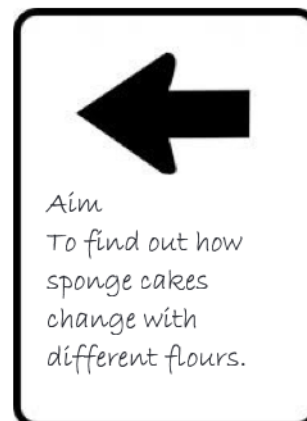 Aim
To find out how
sponge cakes
change with
different flours.